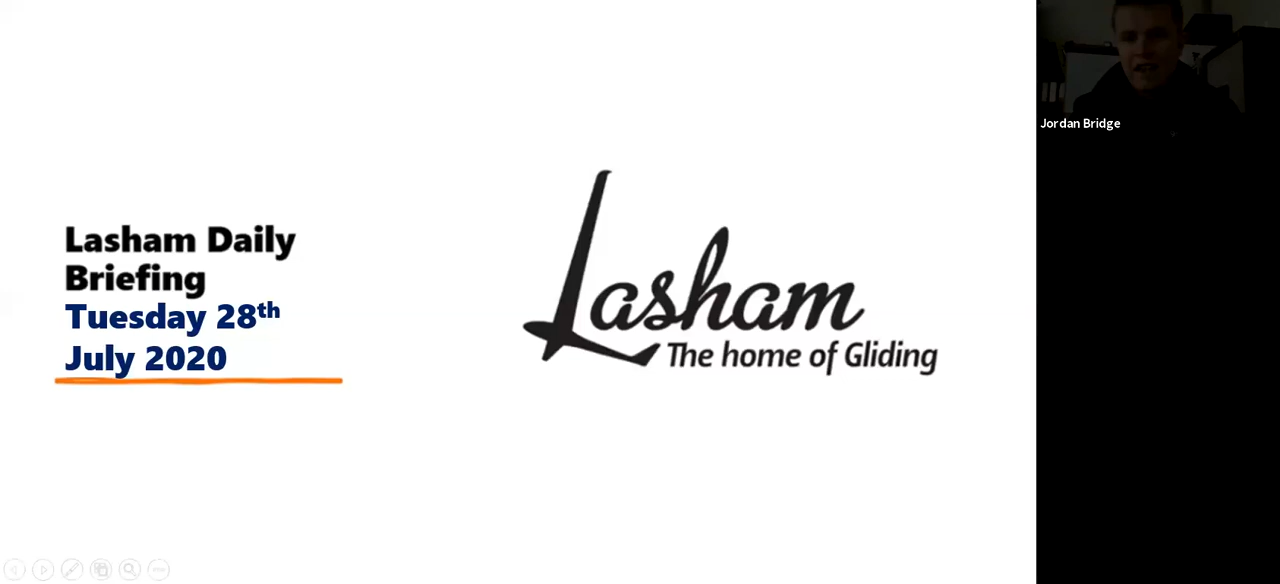 Lasham Daily
Briefing
Tuesday 28th
July 2020
Lasham
The home of Gliding
Jordan Bridge